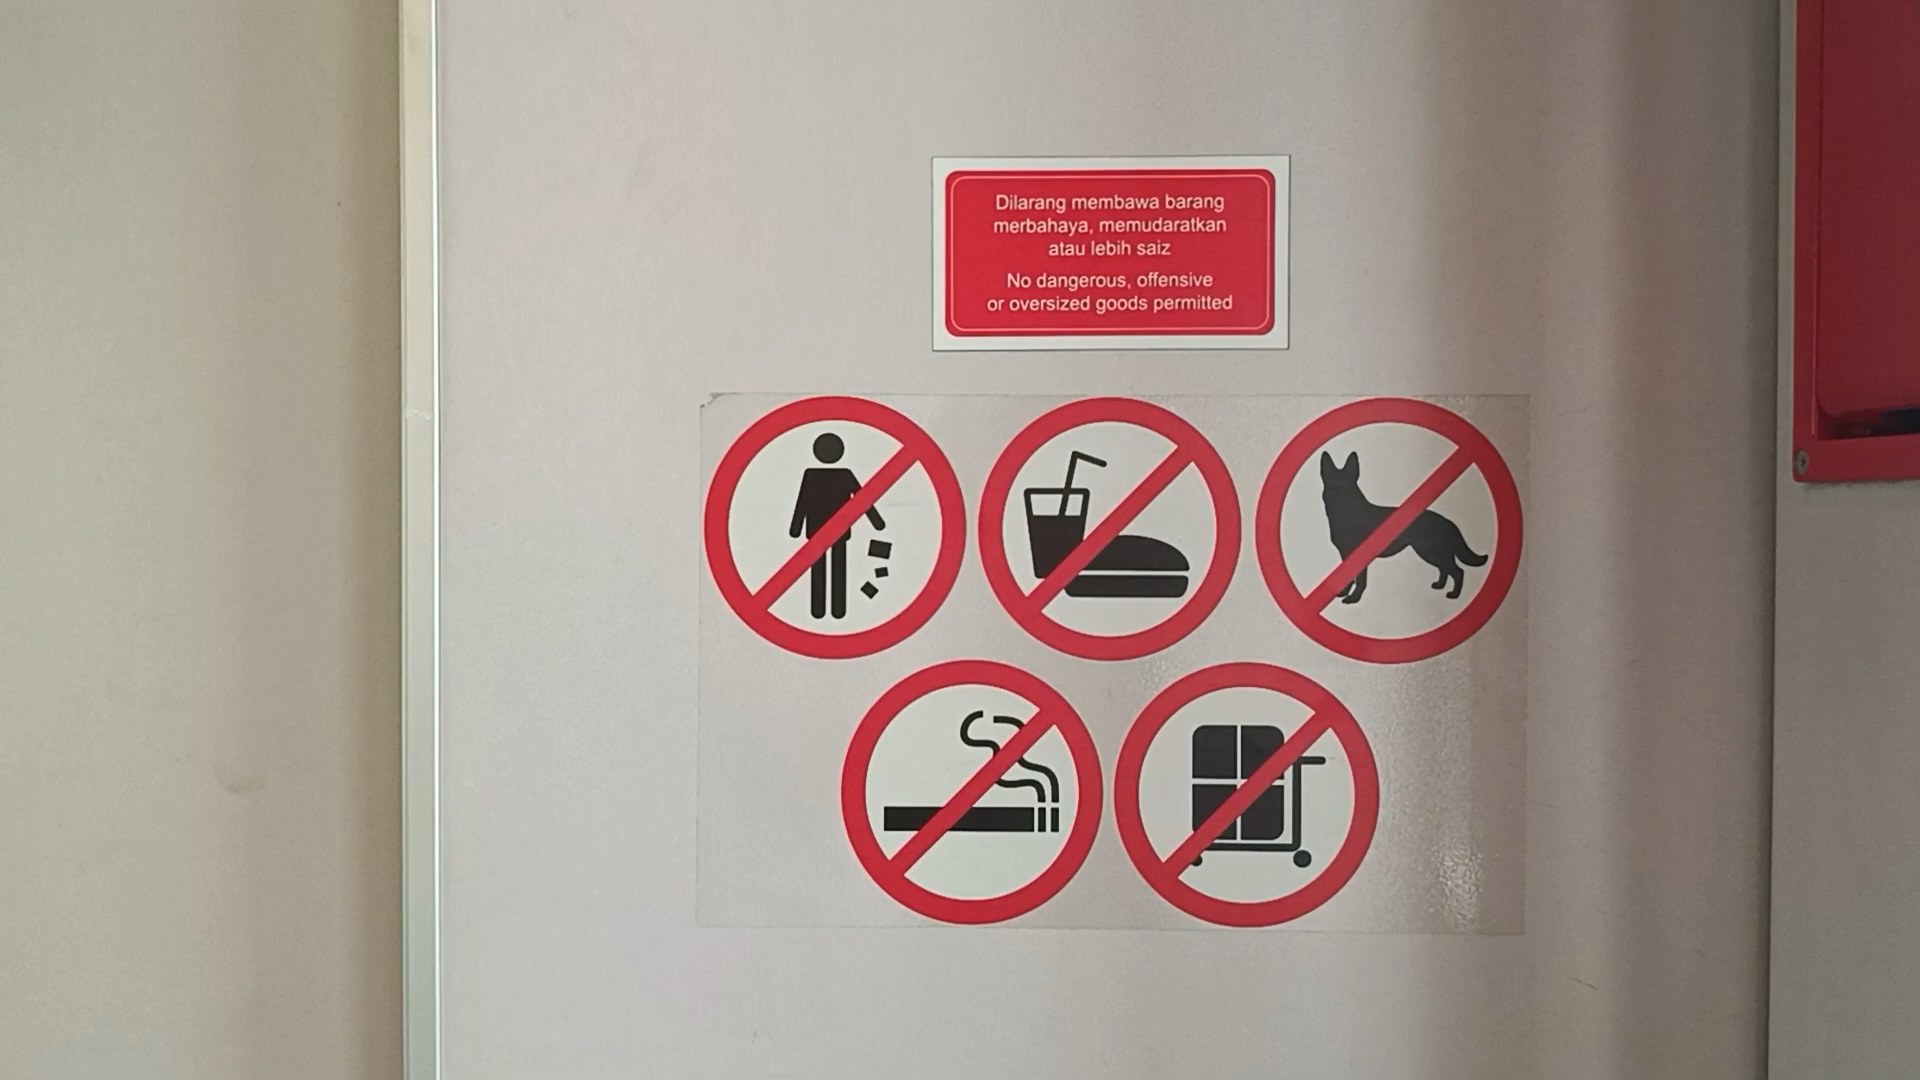 Dilarang membawa barang
merbahaya, memudaratkan
atau lebih saiz
No dangerous, offensive
or oversized goods permitted